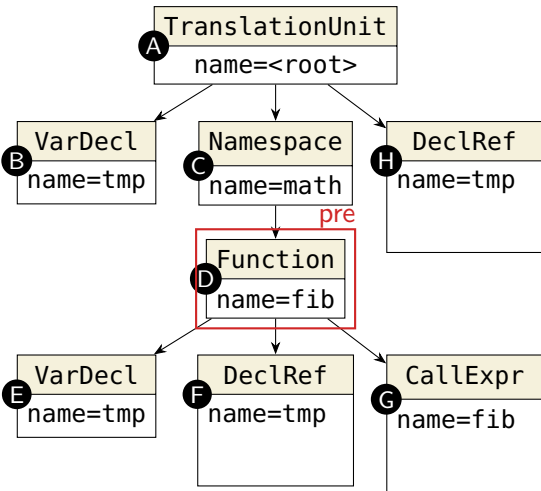 TranslationUnit
A
name=<root>
VarDecl
B
name=tmp
Namespace
C
name=math
DeclRef
H
name=tmp
pre
Function
D
name=fib
VarDecl
E
name=tmp
DeclRef
F
name=tmp
CallExpr
G
name=fib